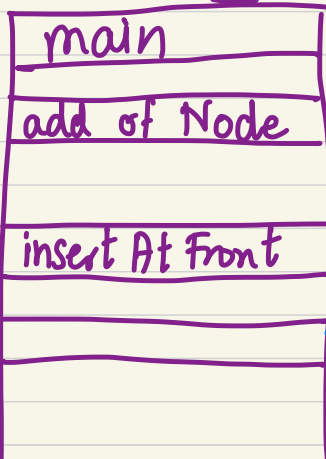 main
add of Node
insert At Front